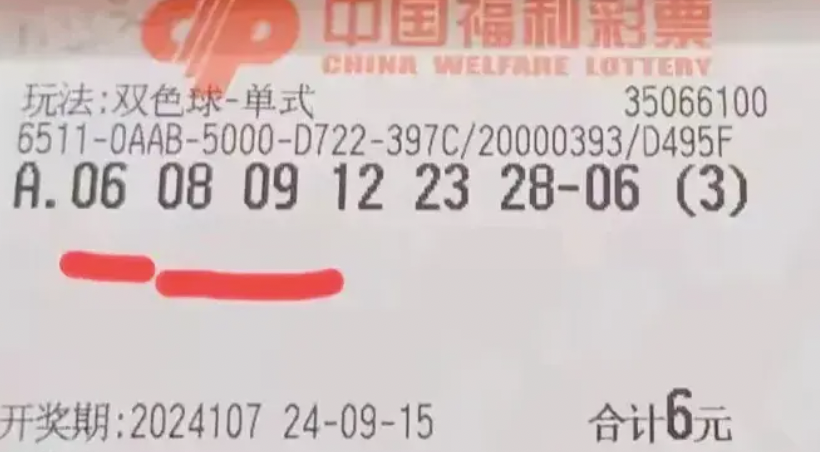 中国福利彩票
CHINA WELFARE LOTTERY
玩法:双色球-单式 35066100
6511-0AAB-5000-D722-397C/20000393/D495F
A. 06 08 09 12 23 28-06 (3)
开奖期:2024107 24-09-15 合计6元